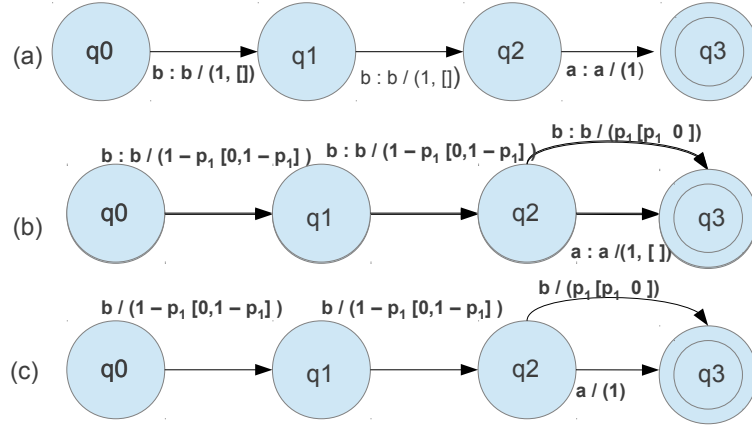 (a) q0 q1 q2 q3
b : b / (1, []) b : b / (1, []) a : a / (1)
b : b / (1 – p₁ [0,1 – p₁] ) b : b / (1 – p₁ [0,1 – p₁] ) b : b / (p₁ [p₁ 0 ])
(b) q0 q1 q2 q3
a : a /(1, [ ])
b / (1 – p₁ [0,1 – p₁] ) b / (1 – p₁ [0,1 – p₁] ) b / (p₁ [p₁ 0 ])
(c) q0 q1 q2 q3
a / (1)